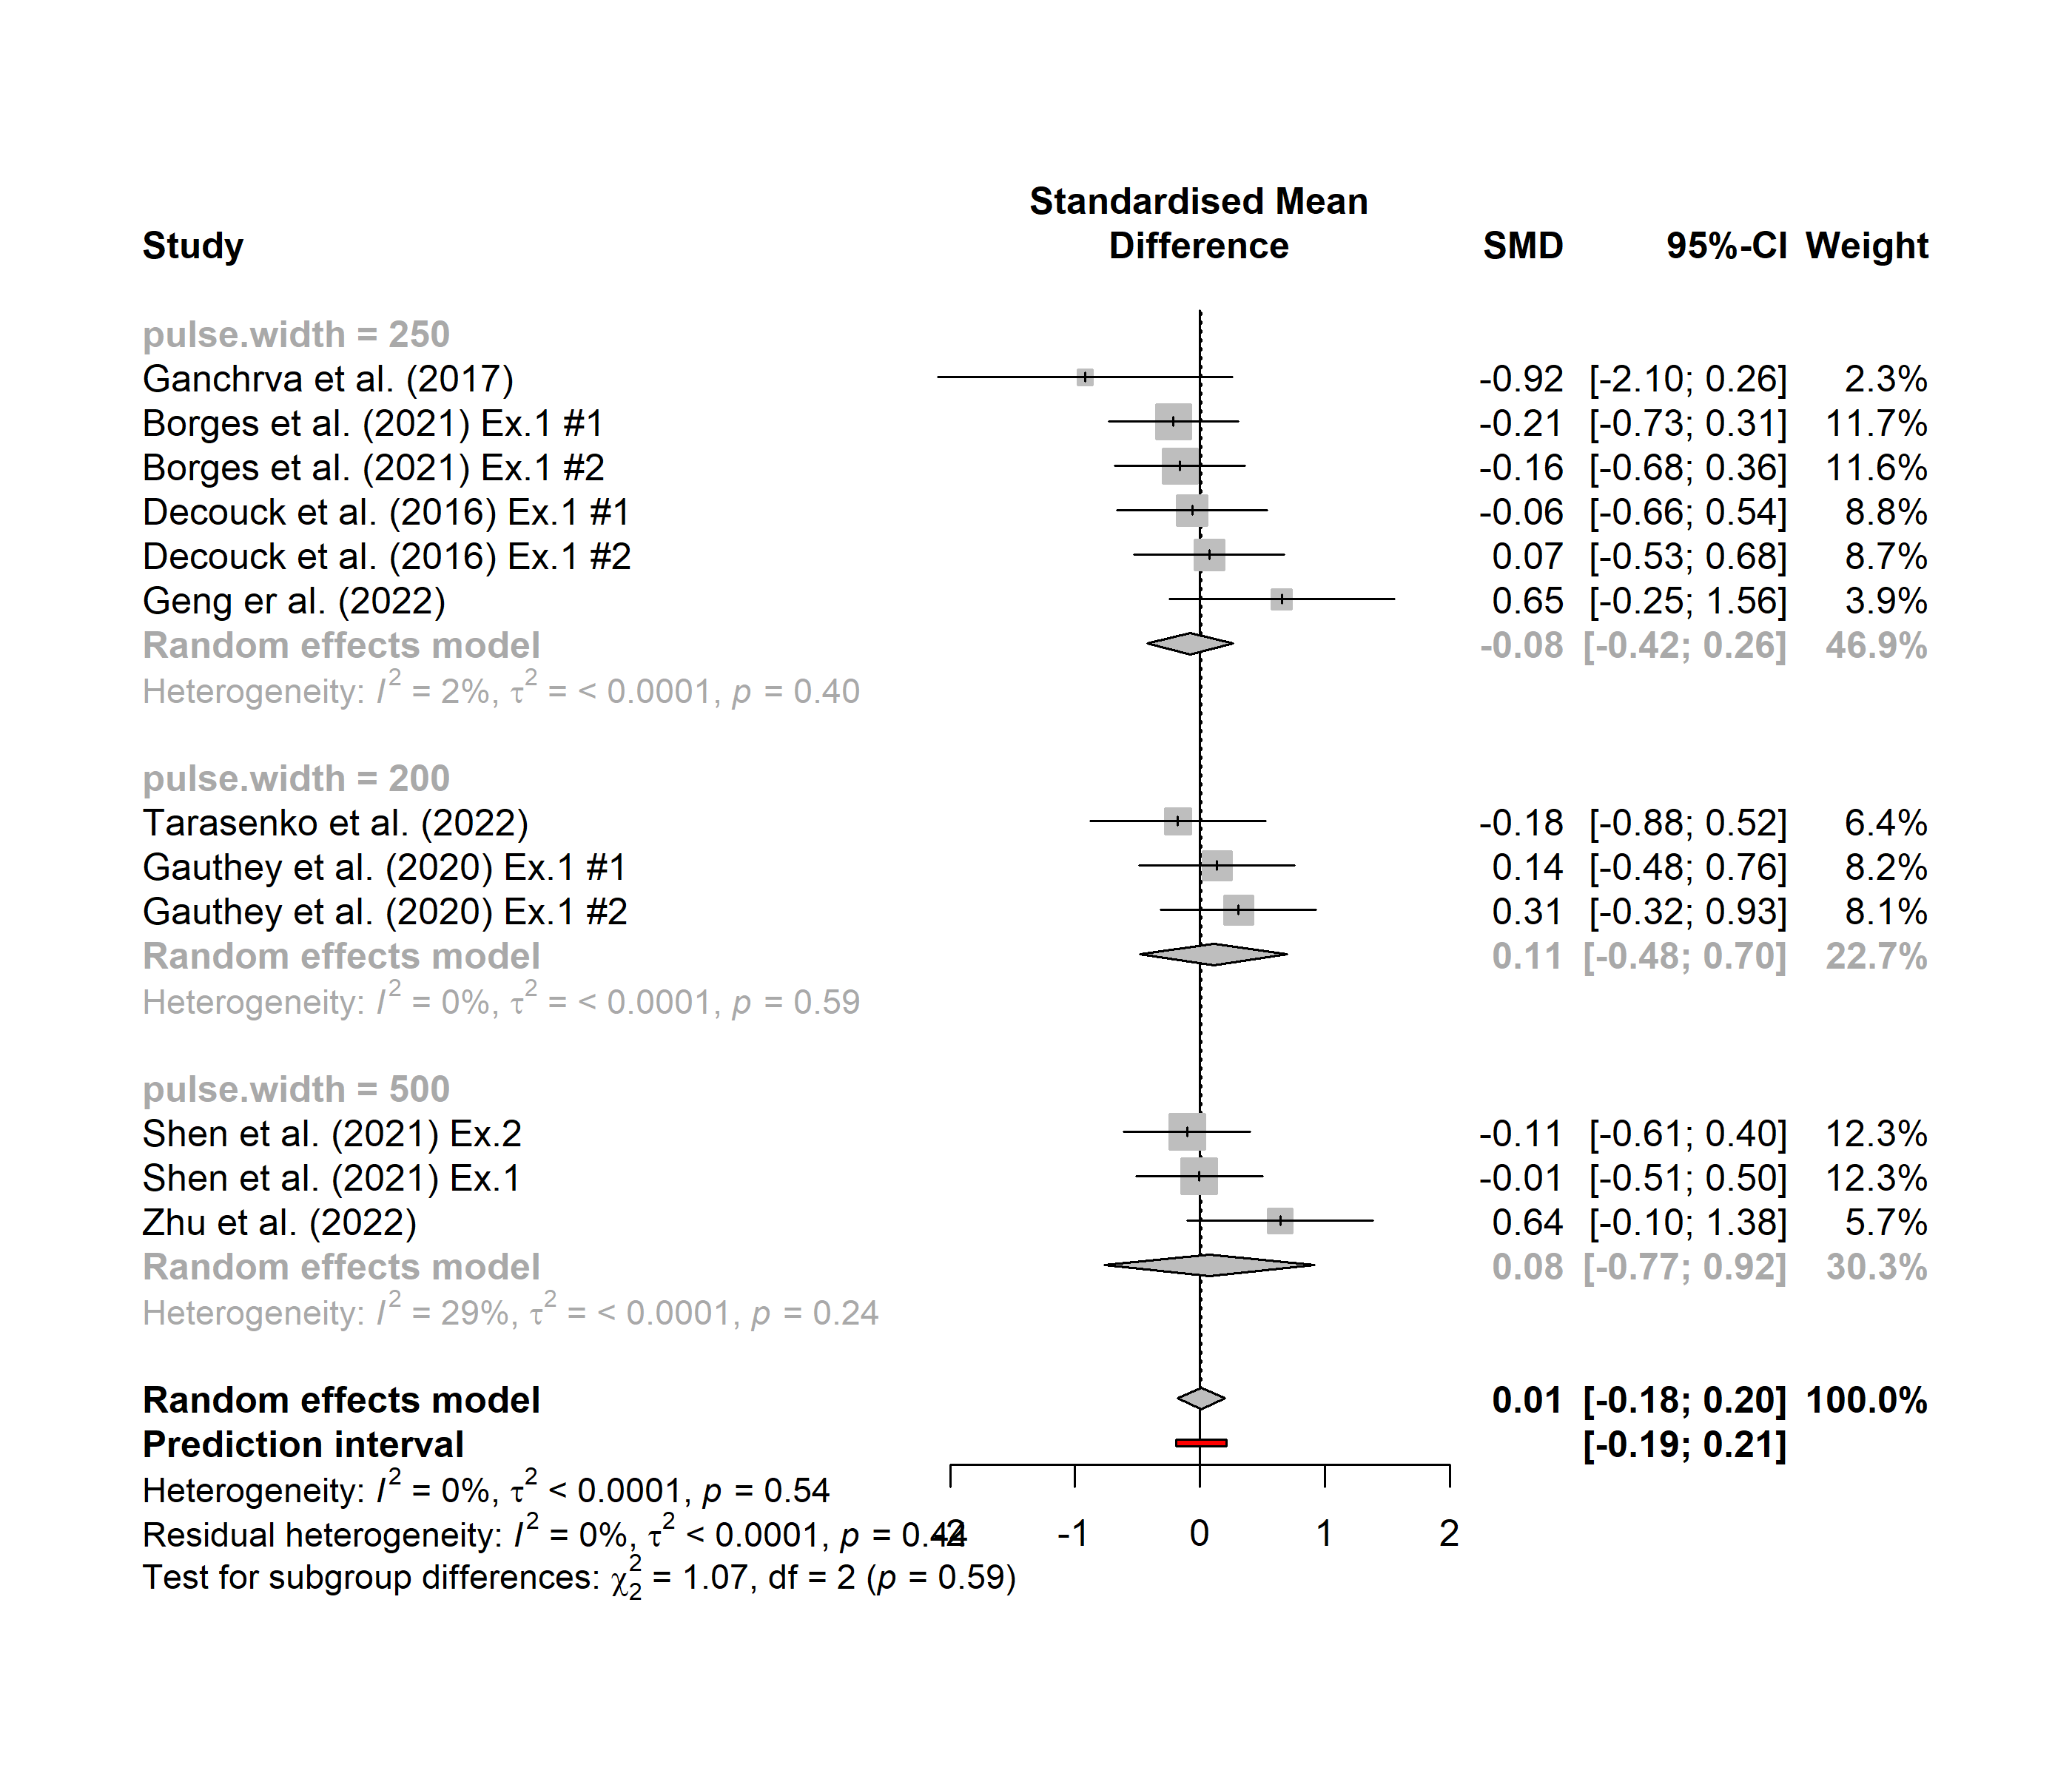 Standardised Mean
Study Difference SMD 95%-CI Weight
pulse.width = 250
Ganchrva et al. (2017) -0.92 [-2.10; 0.26] 2.3%
Borges et al. (2021) Ex.1 #1 -0.21 [-0.73; 0.31] 11.7%
Borges et al. (2021) Ex.1 #2 -0.16 [-0.68; 0.36] 11.6%
Decouck et al. (2016) Ex.1 #1 -0.06 [-0.66; 0.54] 8.8%
Decouck et al. (2016) Ex.1 #2 0.07 [-0.53; 0.68] 8.7%
Geng er al. (2022) 0.65 [-0.25; 1.56] 3.9%
Random effects model -0.08 [-0.42; 0.26] 46.9%
Heterogeneity: I² = 2%, τ² = < 0.0001, p = 0.40
pulse.width = 200
Tarasenko et al. (2022) -0.18 [-0.88; 0.52] 6.4%
Gauthey et al. (2020) Ex.1 #1 0.14 [-0.48; 0.76] 8.2%
Gauthey et al. (2020) Ex.1 #2 0.31 [-0.32; 0.93] 8.1%
Random effects model 0.11 [-0.48; 0.70] 22.7%
Heterogeneity: I² = 0%, τ² = < 0.0001, p = 0.59
pulse.width = 500
Shen et al. (2021) Ex.2 -0.11 [-0.61; 0.40] 12.3%
Shen et al. (2021) Ex.1 -0.01 [-0.51; 0.50] 12.3%
Zhu et al. (2022) 0.64 [-0.10; 1.38] 5.7%
Random effects model 0.08 [-0.77; 0.92] 30.3%
Heterogeneity: I² = 29%, τ² = < 0.0001, p = 0.24
Random effects model 0.01 [-0.18; 0.20] 100.0%
Prediction interval [-0.19; 0.21]
Heterogeneity: I² = 0%, τ² < 0.0001, p = 0.54
Residual heterogeneity: I² = 0%, τ² < 0.0001, p = 0.44 -2 -1 0 1 2
Test for subgroup differences: χ²₂ = 1.07, df = 2 (p = 0.59)